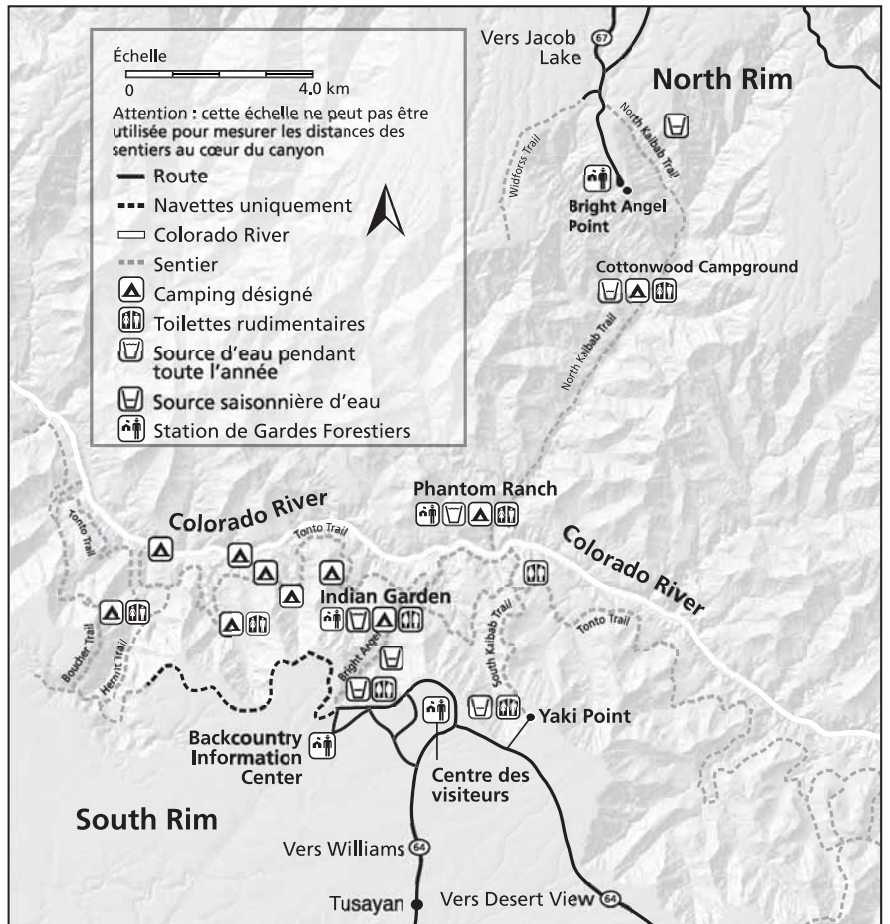 Échelle
0 4,0 km
Attention : cette échelle ne peut pas être
utilisée pour mesurer les distances des
sentiers au cœur du canyon
Route
Navettes uniquement
Colorado River
Sentier
Camping désigné
Toilettes rudimentaires
Source d'eau pendant
toute l'année
Source saisonnière d'eau
Station de Gardes Forestiers
Vers Jacob
Lake
67
North Rim
North Kaibab Trail
Widforss Trail
Bright Angel
Point
Cottonwood Campground
North Kaibab Trail
Phantom Ranch
Colorado River
Tonto Trail
Tonto Trail
Colorado River
Indian Garden
Boucher Trail
Hermit Trail
Bright Angel
South Kaibab Trail
Tonto Trail
Yaki Point
Backcountry
Information
Center
Centre des
visiteurs
South Rim
Vers Williams
64
Tusayan
Vers Desert View
64